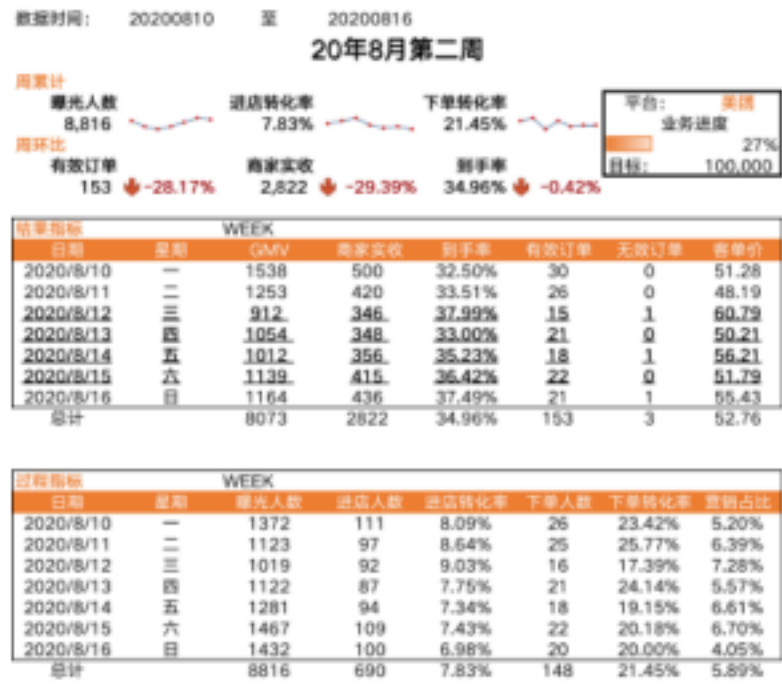 数据时间: 20200810 至 20200816
20年8月第二周
周累计
曝光人数 进店转化率 下单转化率
8,816 7.83% 21.45%
平台: 美团
业务进度
27%
目标: 100,000
周环比
有效订单 商家实收 到手率
153 -28.17% 2,822 -29.39% 34.96% -0.42%
结果指标 WEEK
日期 星期 GMV 商家实收 到手率 有效订单 无效订单 客单价
2020/8/10 一 1538 500 32.50% 30 0 51.28
2020/8/11 二 1253 420 33.51% 26 0 48.19
2020/8/12 三 912 346 37.99% 15 1 60.79
2020/8/13 四 1054 348 33.00% 21 0 50.21
2020/8/14 五 1012 356 35.23% 18 1 56.21
2020/8/15 六 1139 415 36.42% 22 0 51.79
2020/8/16 日 1164 436 37.49% 21 1 55.43
总计 8073 2822 34.96% 153 3 52.76
过程指标 WEEK
日期 星期 曝光人数 进店人数 进店转化率 下单人数 下单转化率 营销占比
2020/8/10 一 1372 111 8.09% 26 23.42% 5.20%
2020/8/11 二 1123 97 8.64% 25 25.77% 6.39%
2020/8/12 三 1019 92 9.03% 16 17.39% 7.28%
2020/8/13 四 1122 87 7.75% 21 24.14% 5.57%
2020/8/14 五 1281 94 7.34% 18 19.15% 6.61%
2020/8/15 六 1467 109 7.43% 22 20.18% 6.70%
2020/8/16 日 1432 100 6.98% 20 20.00% 4.05%
总计 8816 690 7.83% 148 21.45% 5.89%